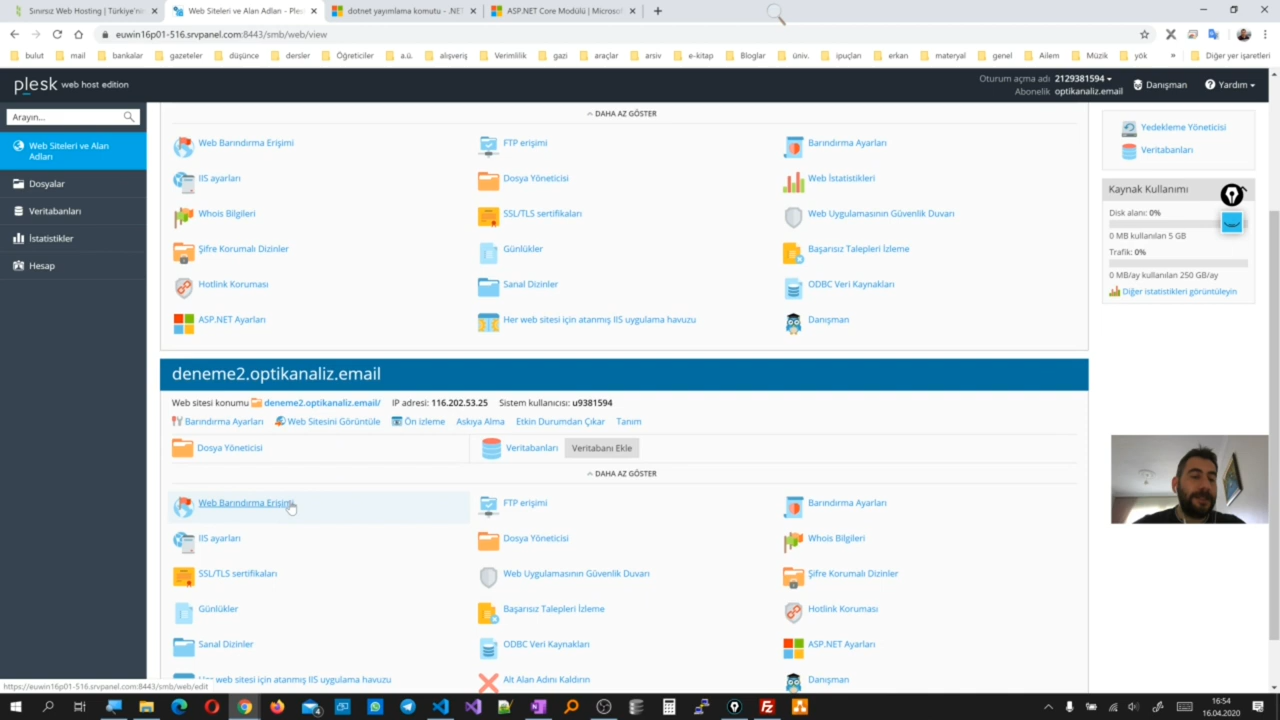 Sınırsız Web Hosting | Türkiye'nin
Web Siteleri ve Alan Adları - Ples
dotnet yayımlama komutu - .NET
ASP.NET Core Modülü | Microsof
euwin16p01-516.srvpanel.com:8443/smb/web/view
bulut mail bankalar gazeteler düşünce dersler Öğreticiler a.ü. alışveriş Verimlilik gazi araçlar arsiv e-kitap Bloglar üniv. ipuçları erkan materyal genel Ailem Müzik yök » Diğer yer işaretleri
plesk web host edition
Oturum açma adı 2129381594
Abonelik optikanaliz.email
Danışman
Yardım
Arayın...
Web Siteleri ve Alan
Adları
Dosyalar
Veritabanları
İstatistikler
Hesap
DAHA AZ GÖSTER
Web Barındırma Erişimi FTP erişimi Barındırma Ayarları
IIS ayarları Dosya Yöneticisi Web İstatistikleri
Whois Bilgileri SSL/TLS sertifikaları Web Uygulamasının Güvenlik Duvarı
Şifre Korumalı Dizinler Günlükler Başarısız Talepleri İzleme
Hotlink Koruması Sanal Dizinler ODBC Veri Kaynakları
ASP.NET Ayarları Her web sitesi için atanmış IIS uygulama havuzu Danışman
Yedekleme Yöneticisi
Veritabanları
Kaynak Kullanımı
Disk alanı: 0%
0 MB kullanılan 5 GB
Trafik: 0%
0 MB/ay kullanılan 250 GB/ay
Diğer istatistikleri görüntüleyin
deneme2.optikanaliz.email
Web sitesi konumu deneme2.optikanaliz.email/ IP adresi: 116.202.53.25 Sistem kullanıcısı: u9381594
Barındırma Ayarları Web Sitesini Görüntüle Ön İzleme Askıya Alma Etkin Durumdan Çıkar Tanım
Dosya Yöneticisi Veritabanları Veritabanı Ekle
DAHA AZ GÖSTER
Web Barındırma Erişimi FTP erişimi Barındırma Ayarları
IIS ayarları Dosya Yöneticisi Whois Bilgileri
SSL/TLS sertifikaları Web Uygulamasının Güvenlik Duvarı Şifre Korumalı Dizinler
Günlükler Başarısız Talepleri İzleme Hotlink Koruması
Sanal Dizinler ODBC Veri Kaynakları ASP.NET Ayarları
Her web sitesi için atanmış IIS uygulama havuzu Alt Alan Adını Kaldırın Danışman
https://euwin16p01-516.srvpanel.com:8443/smb/web/edit
16:54
16.04.2020